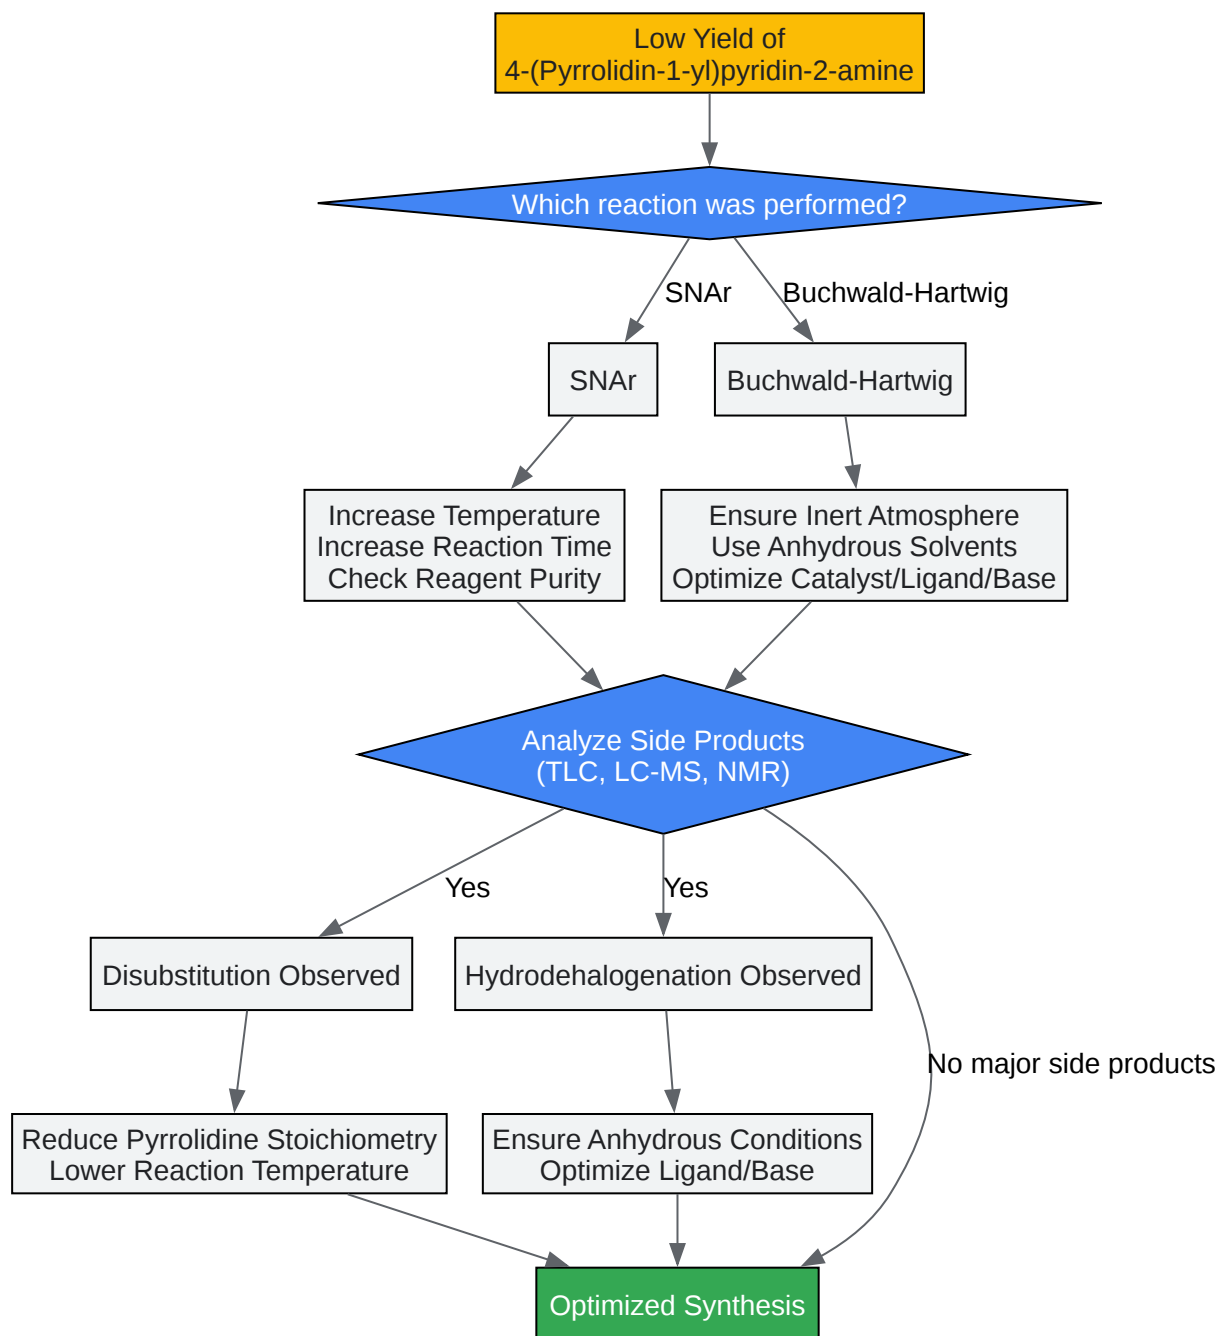 Low Yield of
4-(Pyrrolidin-1-yl)pyridin-2-amine
Which reaction was performed?
SNAr
Buchwald-Hartwig
SNAr
Buchwald-Hartwig
Increase Temperature
Increase Reaction Time
Check Reagent Purity
Ensure Inert Atmosphere
Use Anhydrous Solvents
Optimize Catalyst/Ligand/Base
Analyze Side Products
(TLC, LC-MS, NMR)
Yes
Yes
Disubstitution Observed
Hydrodehalogenation Observed
No major side products
Reduce Pyrrolidine Stoichiometry
Lower Reaction Temperature
Ensure Anhydrous Conditions
Optimize Ligand/Base
Optimized Synthesis